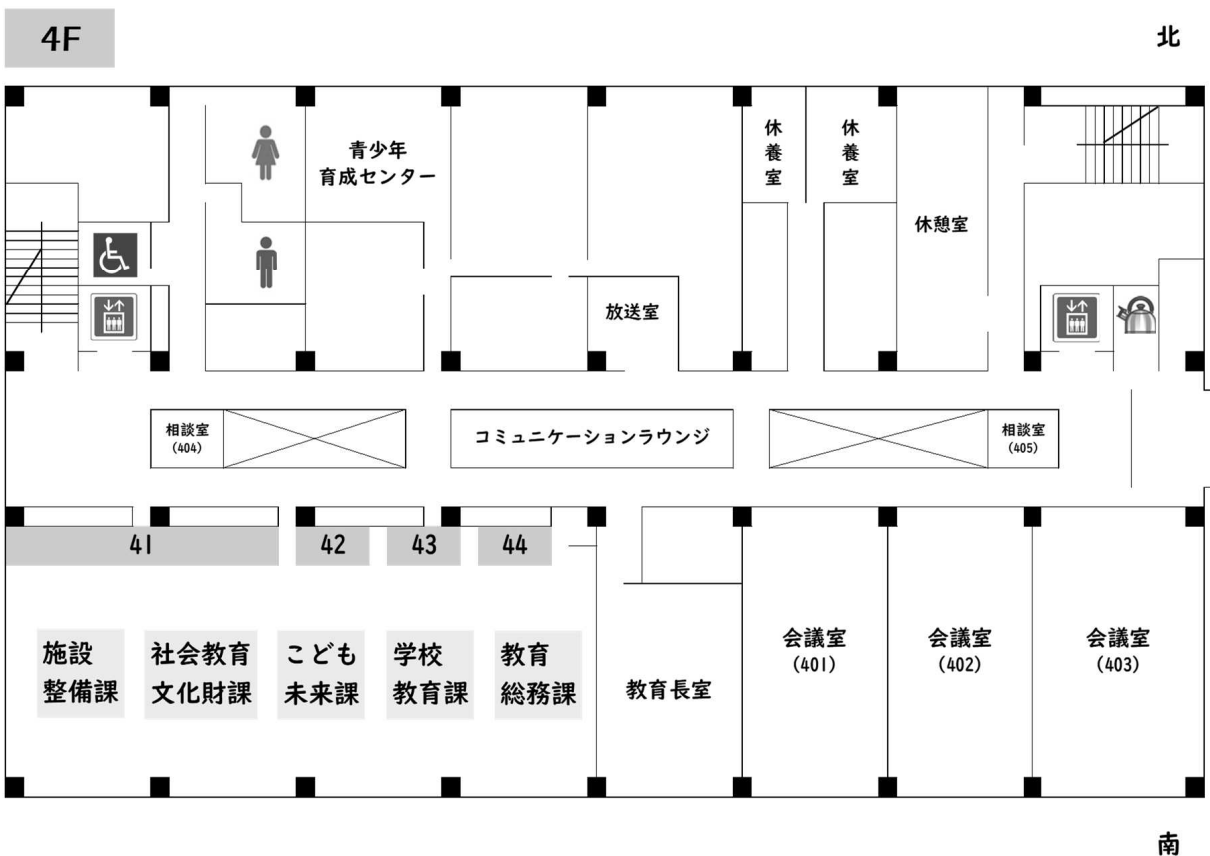 4F
北
青少年
育成センター
休養室
休養室
休憩室
放送室
相談室
(404)
コミュニケーションラウンジ
相談室
(405)
41
42
43
44
施設
整備課
社会教育
文化財課
こども
未来課
学校
教育課
教育
総務課
教育長室
会議室
(401)
会議室
(402)
会議室
(403)
南